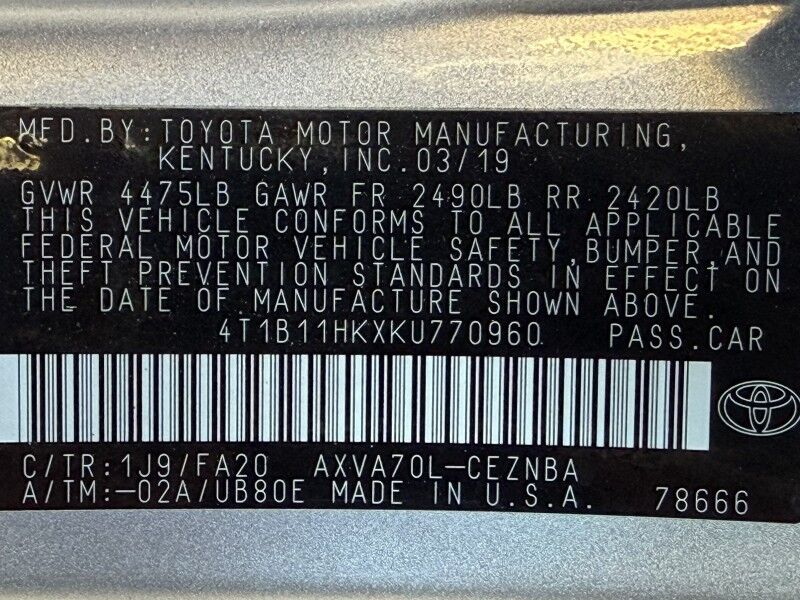 MFD.BY:TOYOTA MOTOR MANUFACTURING,
KENTUCKY,INC.03/19
GVWR 4475LB GAWR FR 2490LB RR 2420LB
THIS VEHICLE CONFORMS TO ALL APPLICABLE
FEDERAL MOTOR VEHICLE SAFETY,BUMPER,AND
THEFT PREVENTION STANDARDS IN EFFECT ON
THE DATE OF MANUFACTURE SHOWN ABOVE.
4T1B11HKXKU770960 PASS.CAR
C/TR:1J9/FA20 AXVA70L-CEZNBA
A/TM:-02A/UB80E MADE IN U.S.A. 78666